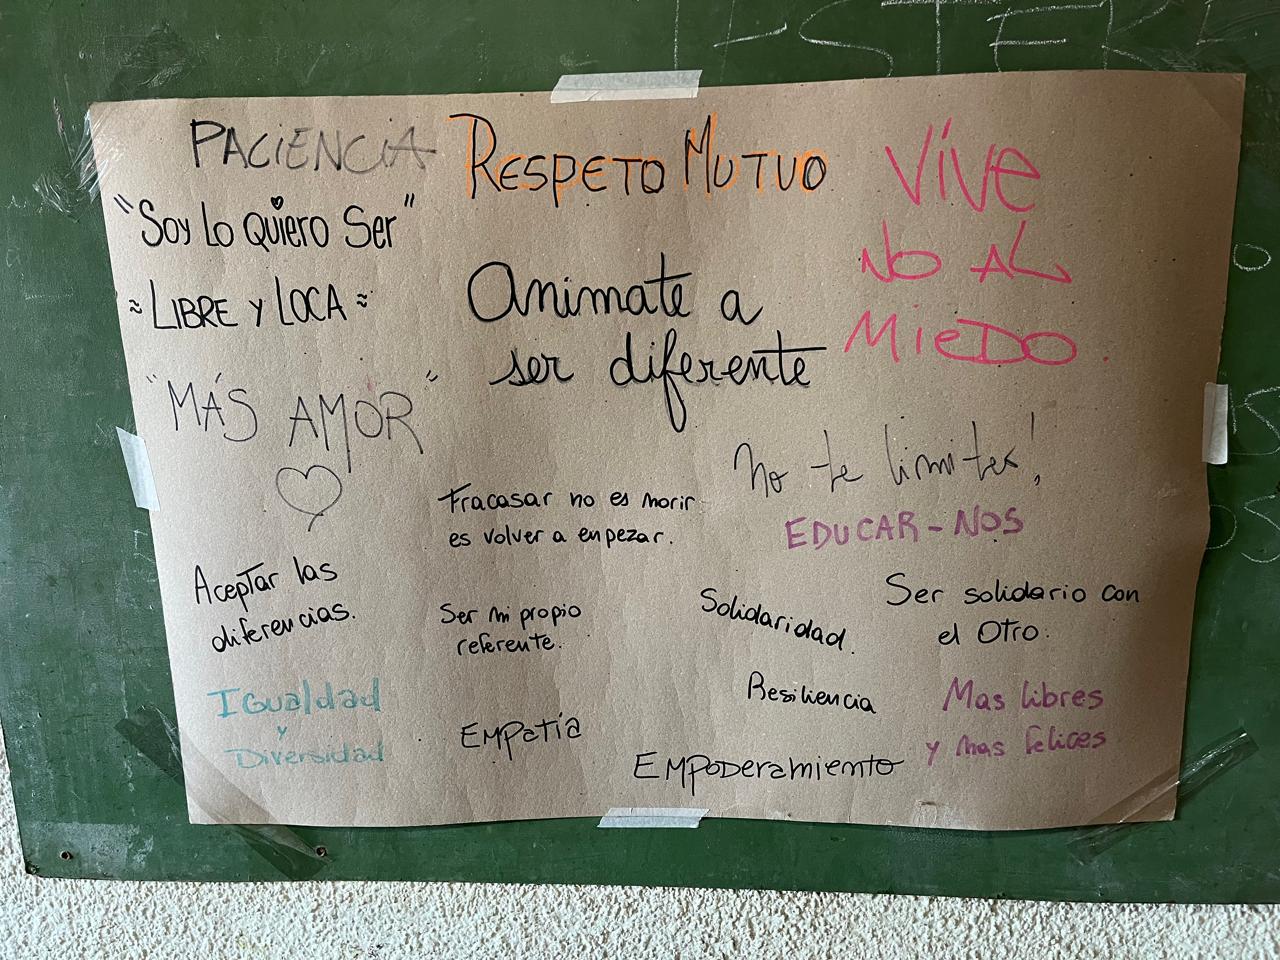 PACIENCIA
RESPETO MUTUO
"Soy Lo Quiero Ser"
≈ LIBRE y LOCA ≈
"MÁS AMOR"
Animate a
ser diferente
VIVE
NO AL
MIEDO.
No te limites!
EDUCAR-NOS
Fracasar no es morir
es volver a enpezar.
Aceptar las
diferencias.
Ser mi propio
referente.
Solidaridad.
Ser solidario con
el Otro.
Igualdad
y
Diversidad
EMPATÍA
Resiliencia
Mas libres
y mas felices
EMPODERAMIENTO